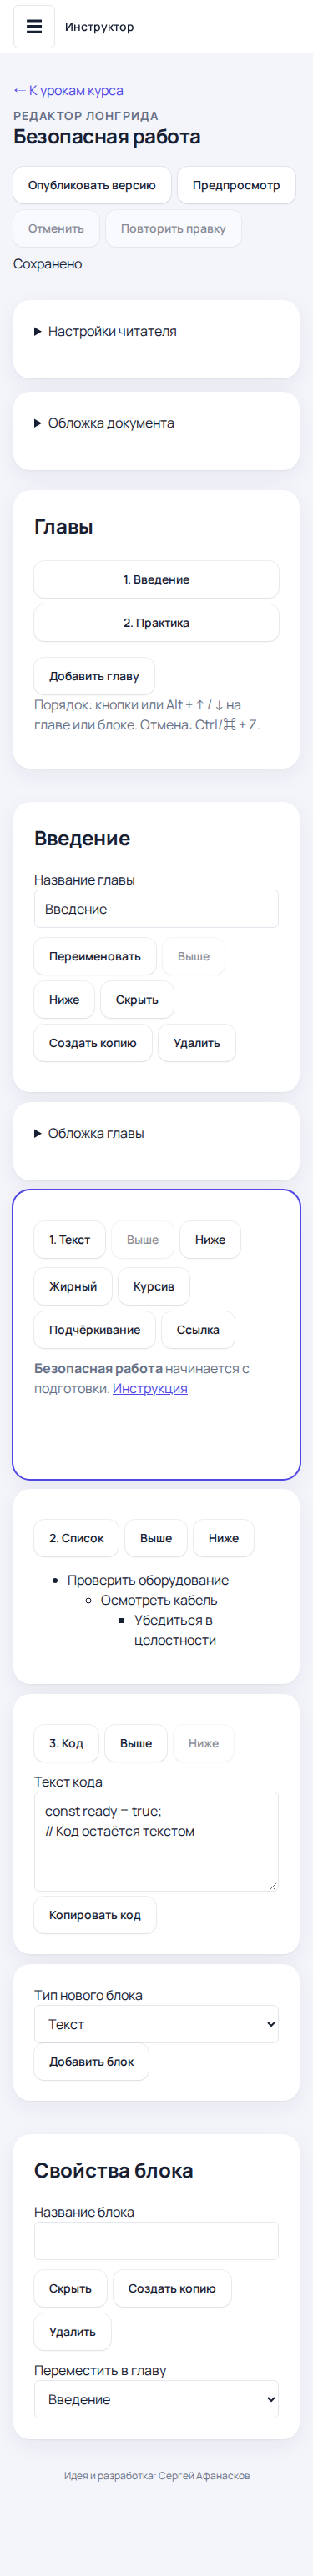 Инструктор
← К урокам курса
РЕДАКТОР ЛОНГРИДА
Безопасная работа
Опубликовать версию Предпросмотр
Отменить Повторить правку
Сохранено
Настройки читателя
Обложка документа
Главы
1. Введение
2. Практика
Добавить главу
Порядок: кнопки или Alt + ↑ / ↓ на
главе или блоке. Отмена: Ctrl/⌘ + Z.
Введение
Название главы
Введение
Переименовать Выше
Ниже Скрыть
Создать копию Удалить
Обложка главы
1. Текст Выше Ниже
Жирный Курсив
Подчёркивание Ссылка
Безопасная работа начинается с
подготовки. Инструкция
2. Список Выше Ниже
Проверить оборудование
Осмотреть кабель
Убедиться в
целостности
3. Код Выше Ниже
Текст кода
const ready = true;
// Код остаётся текстом
Копировать код
Тип нового блока
Текст
Добавить блок
Свойства блока
Название блока
Скрыть Создать копию
Удалить
Переместить в главу
Введение
Идея и разработка: Сергей Афанасков